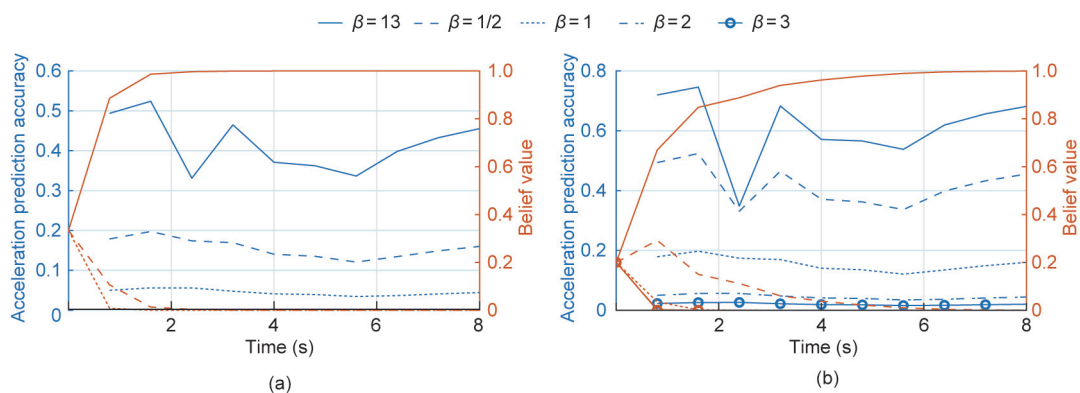 β=13 β=1/2 β=1 β=2 β=3
0.6 1.0 0.8 1.0
0.5 0.8 0.8
0.4 0.6 0.6 0.6
0.3 0.4
0.2 0.4 0.4
0.1 0.2 0.2 0.2
0 2 4 6 8 0 0 2 4 6 8 0
Acceleration prediction accuracy
Belief value
Acceleration prediction accuracy
Belief value
Time (s) Time (s)
(a) (b)